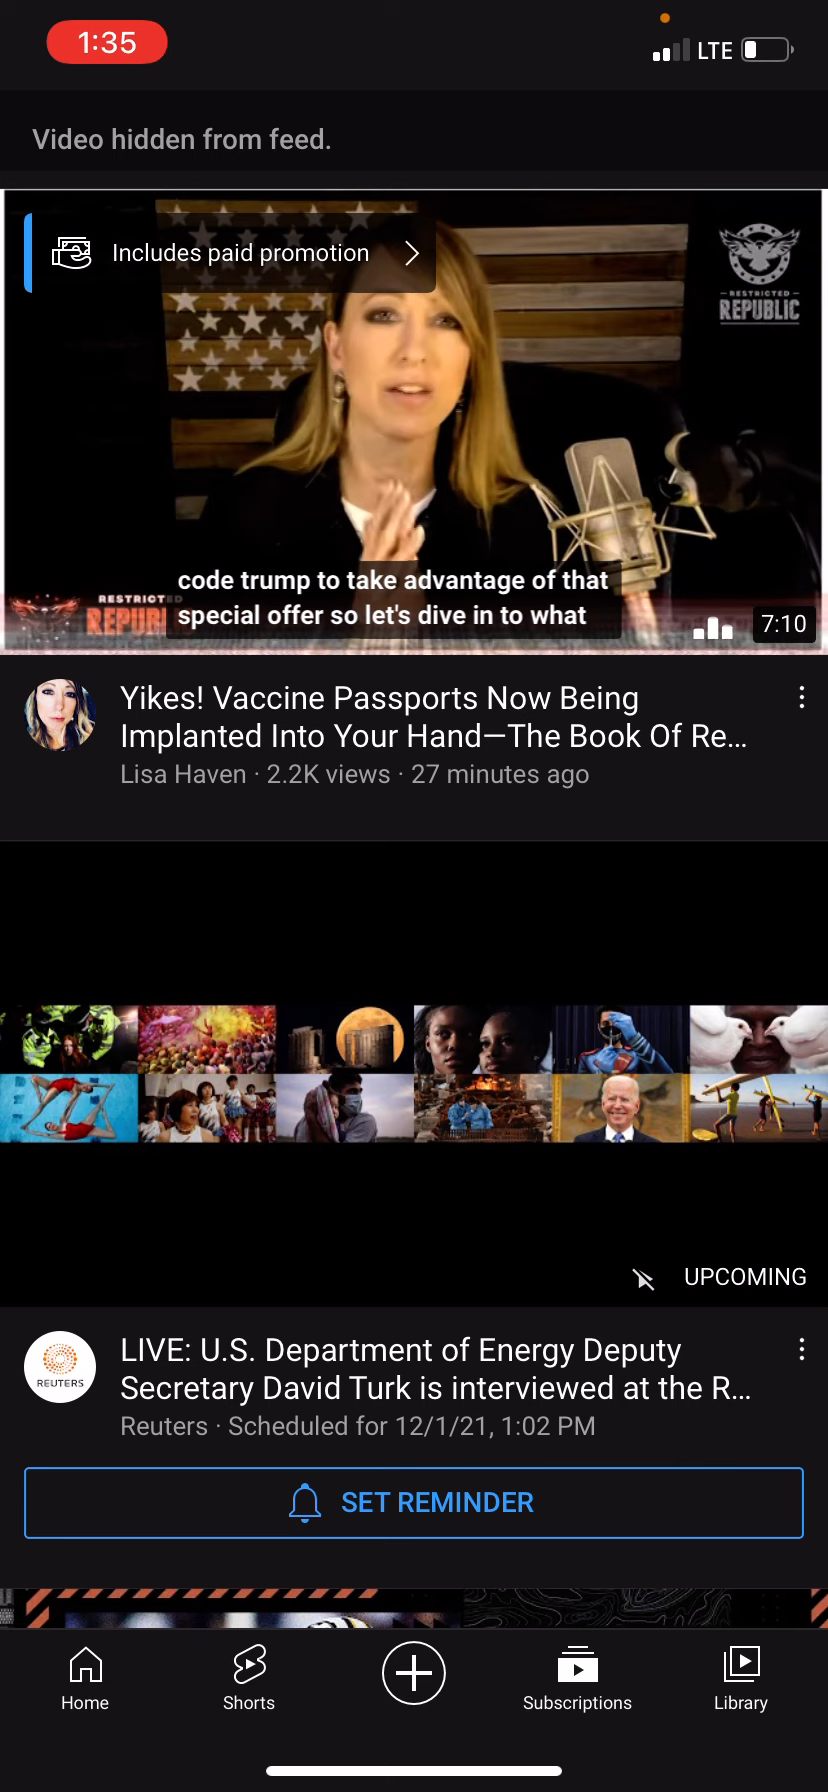 1:35
LTE
Video hidden from feed.
Includes paid promotion
RESTRICTED
REPUBLIC
code trump to take advantage of that
special offer so let's dive in to what
RESTRICTED
REPUBL
7:10
Yikes! Vaccine Passports Now Being
Implanted Into Your Hand—The Book Of Re...
Lisa Haven · 2.2K views · 27 minutes ago
UPCOMING
REUTERS
LIVE: U.S. Department of Energy Deputy
Secretary David Turk is interviewed at the R...
Reuters · Scheduled for 12/1/21, 1:02 PM
SET REMINDER
Home
Shorts
Subscriptions
Library